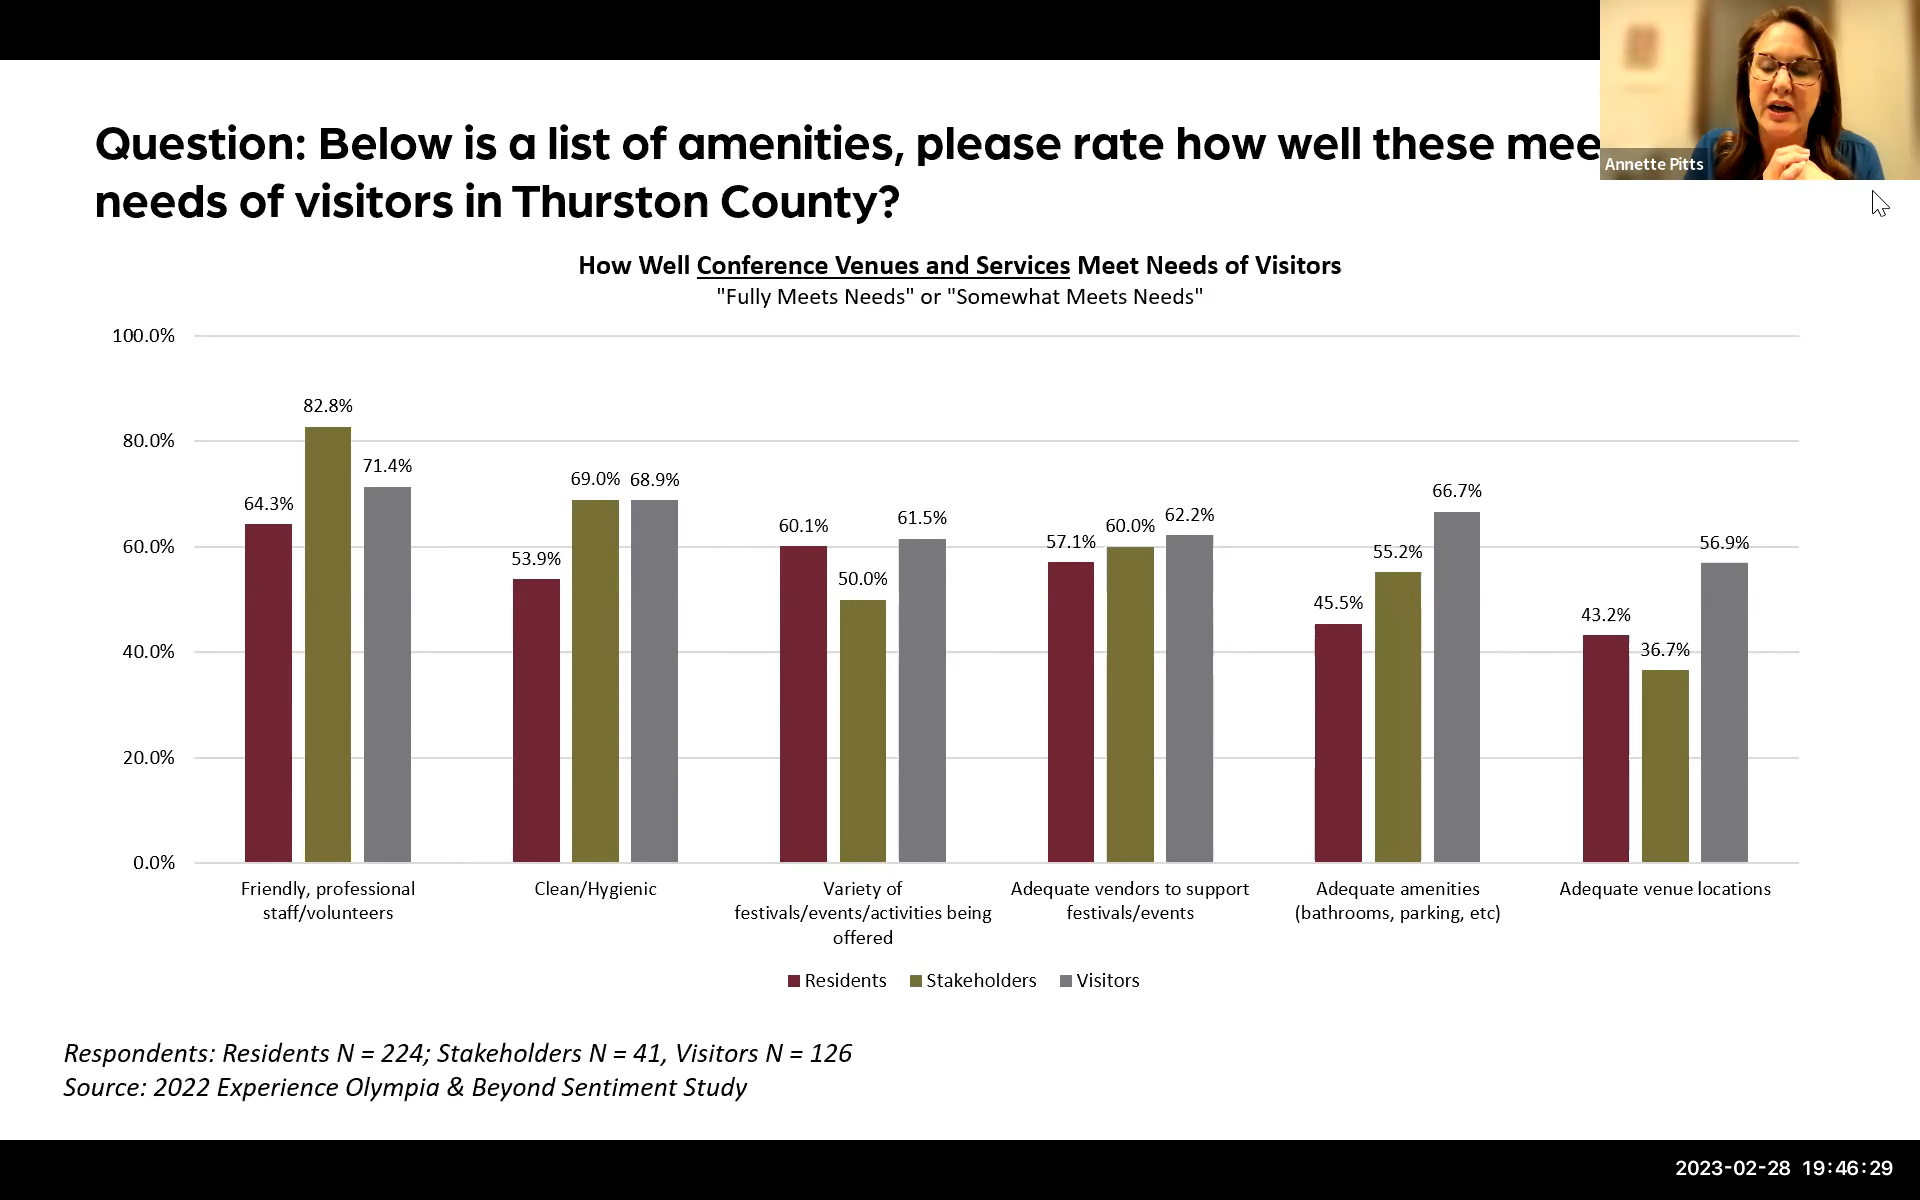 Question: Below is a list of amenities, please rate how well these mee
needs of visitors in Thurston County?
Annette Pitts
How Well Conference Venues and Services Meet Needs of Visitors
"Fully Meets Needs" or "Somewhat Meets Needs"
100.0%
80.0%
60.0%
40.0%
20.0%
0.0%
64.3%
82.8%
71.4%
53.9%
69.0%
68.9%
60.1%
50.0%
61.5%
57.1%
60.0%
62.2%
45.5%
55.2%
66.7%
43.2%
36.7%
56.9%
Friendly, professional
staff/volunteers
Clean/Hygienic
Variety of
festivals/events/activities being
offered
Adequate vendors to support
festivals/events
Adequate amenities
(bathrooms, parking, etc)
Adequate venue locations
Residents
Stakeholders
Visitors
Respondents: Residents N = 224; Stakeholders N = 41, Visitors N = 126
Source: 2022 Experience Olympia & Beyond Sentiment Study
2023-02-28 19:46:29